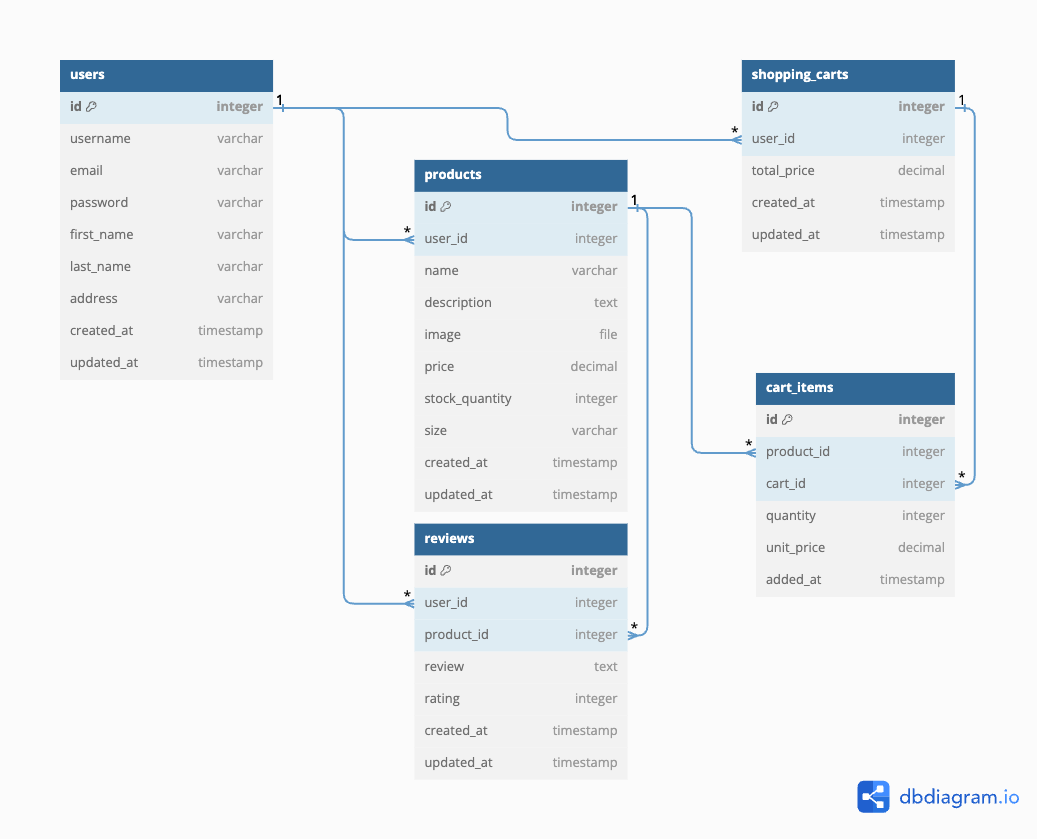 users
id integer
username varchar
email varchar
password varchar
first_name varchar
last_name varchar
address varchar
created_at timestamp
updated_at timestamp
1
*
*
*
products
id integer
user_id integer
name varchar
description text
image file
price decimal
stock_quantity integer
size varchar
created_at timestamp
updated_at timestamp
1
*
*
reviews
id integer
user_id integer
product_id integer
review text
rating integer
created_at timestamp
updated_at timestamp
shopping_carts
id integer
user_id integer
total_price decimal
created_at timestamp
updated_at timestamp
1
*
cart_items
id integer
product_id integer
cart_id integer
quantity integer
unit_price decimal
added_at timestamp
dbdiagram.io